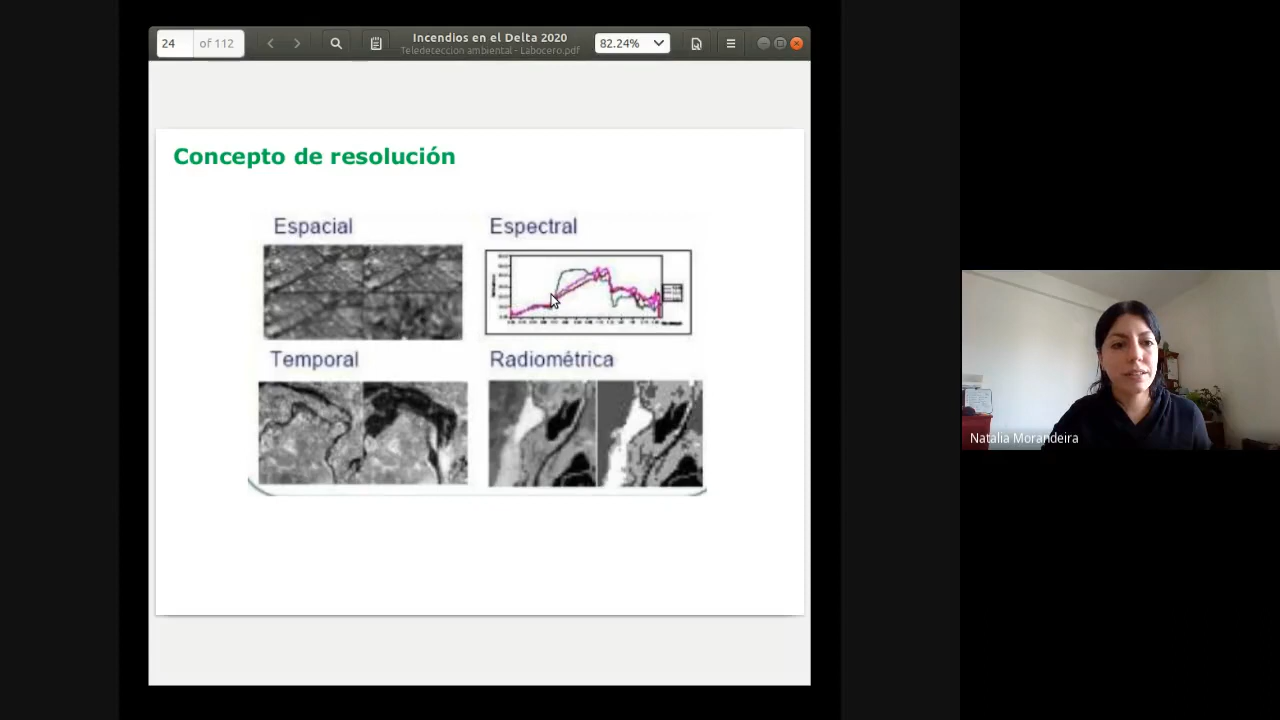 24 of 112
Incendios en el Delta 2020
Teledeteccion ambiental - Labocero.pdf
82.24%
Concepto de resolución
Espacial
Espectral
Temporal
Radiométrica
Natalia Morandeira